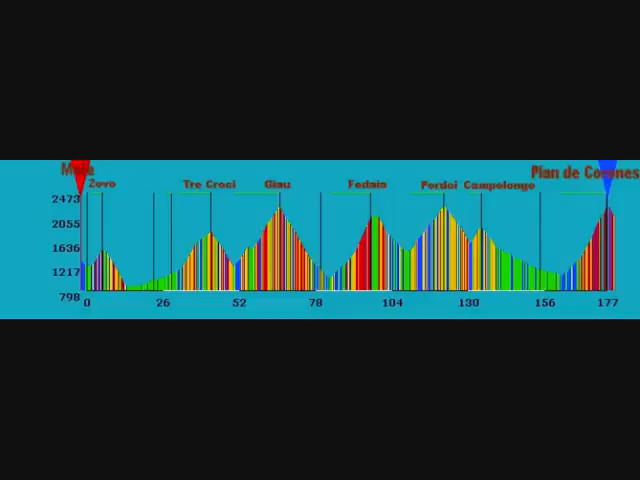 Plan de Corones
Zovo Tre Croci Giau Fedaia Pordoi Campolongo
2473
2055
1636
1217
798
0 26 52 78 104 130 156 177